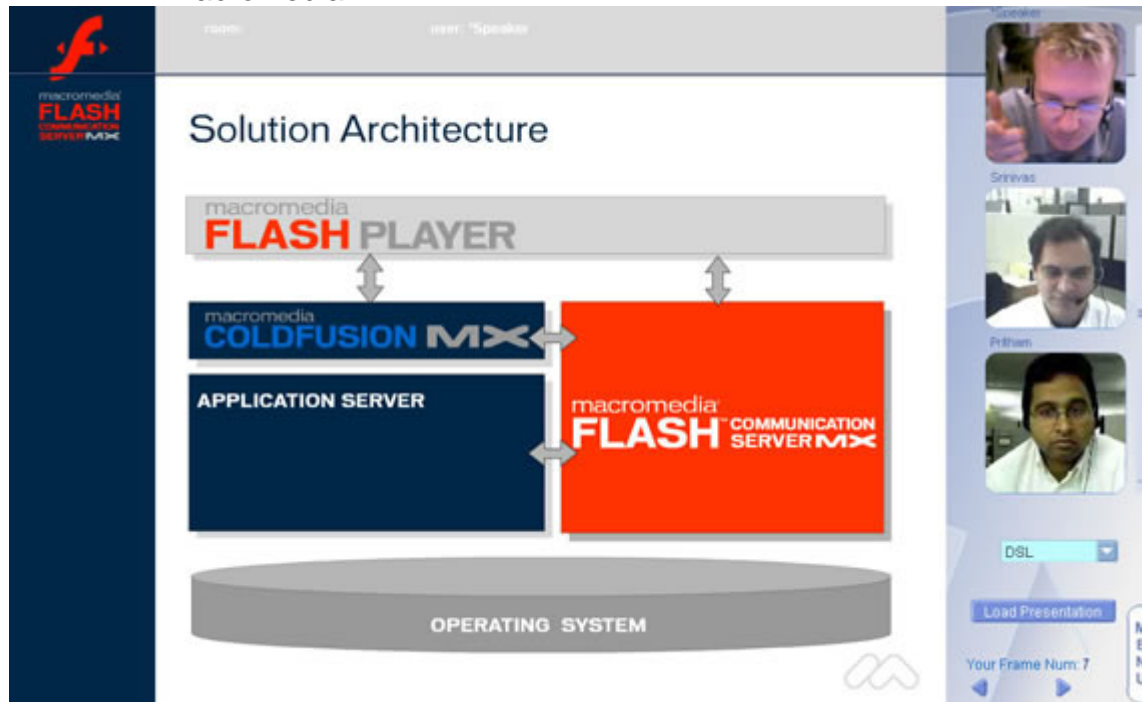 room:
user: *Speaker
macromedia
FLASH
COMMUNICATION
SERVER MX
Solution Architecture
macromedia
FLASH PLAYER
macromedia
COLDFUSION MX
APPLICATION SERVER
macromedia
FLASH™ COMMUNICATION
SERVER MX
OPERATING SYSTEM
*Speaker
Srinivas
Pritham
DSL
Load Presentation
Your Frame Num: 7